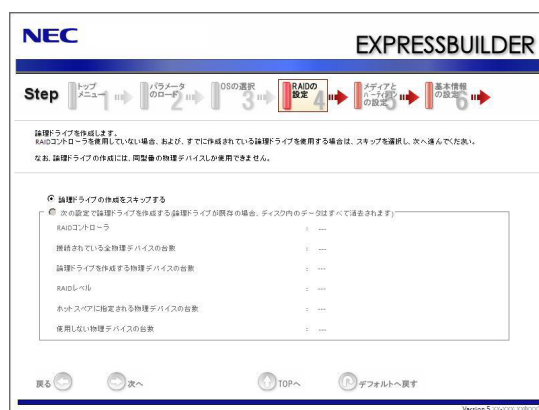 NEC
EXPRESSBUILDER
Step
トップ
メニュー 1
パラメータ
のロード 2
OSの選択
3
RAIDの
設定 4
メディアと
パーティション
の設定 5
基本情報
の設定 6
論理ドライブを作成します。
RAIDコントローラを使用していない場合、および、すでに作成されている論理ドライブを使用する場合は、スキップを選択し、次へ進んでください。
なお、論理ドライブの作成には、同型番の物理デバイスしか使用できません。
論理ドライブの作成をスキップする
次の設定で論理ドライブを作成する(論理ドライブが既存の場合、ディスク内のデータはすべて消去されます)
RAIDコントローラ : ---
接続されている全物理デバイスの台数 : ---
論理ドライブを作成する物理デバイスの台数 : ---
RAIDレベル : ---
ホットスペアに指定される物理デバイスの台数 : ---
使用しない物理デバイスの台数 : ---
戻る 次へ TOPへ デフォルトへ戻す